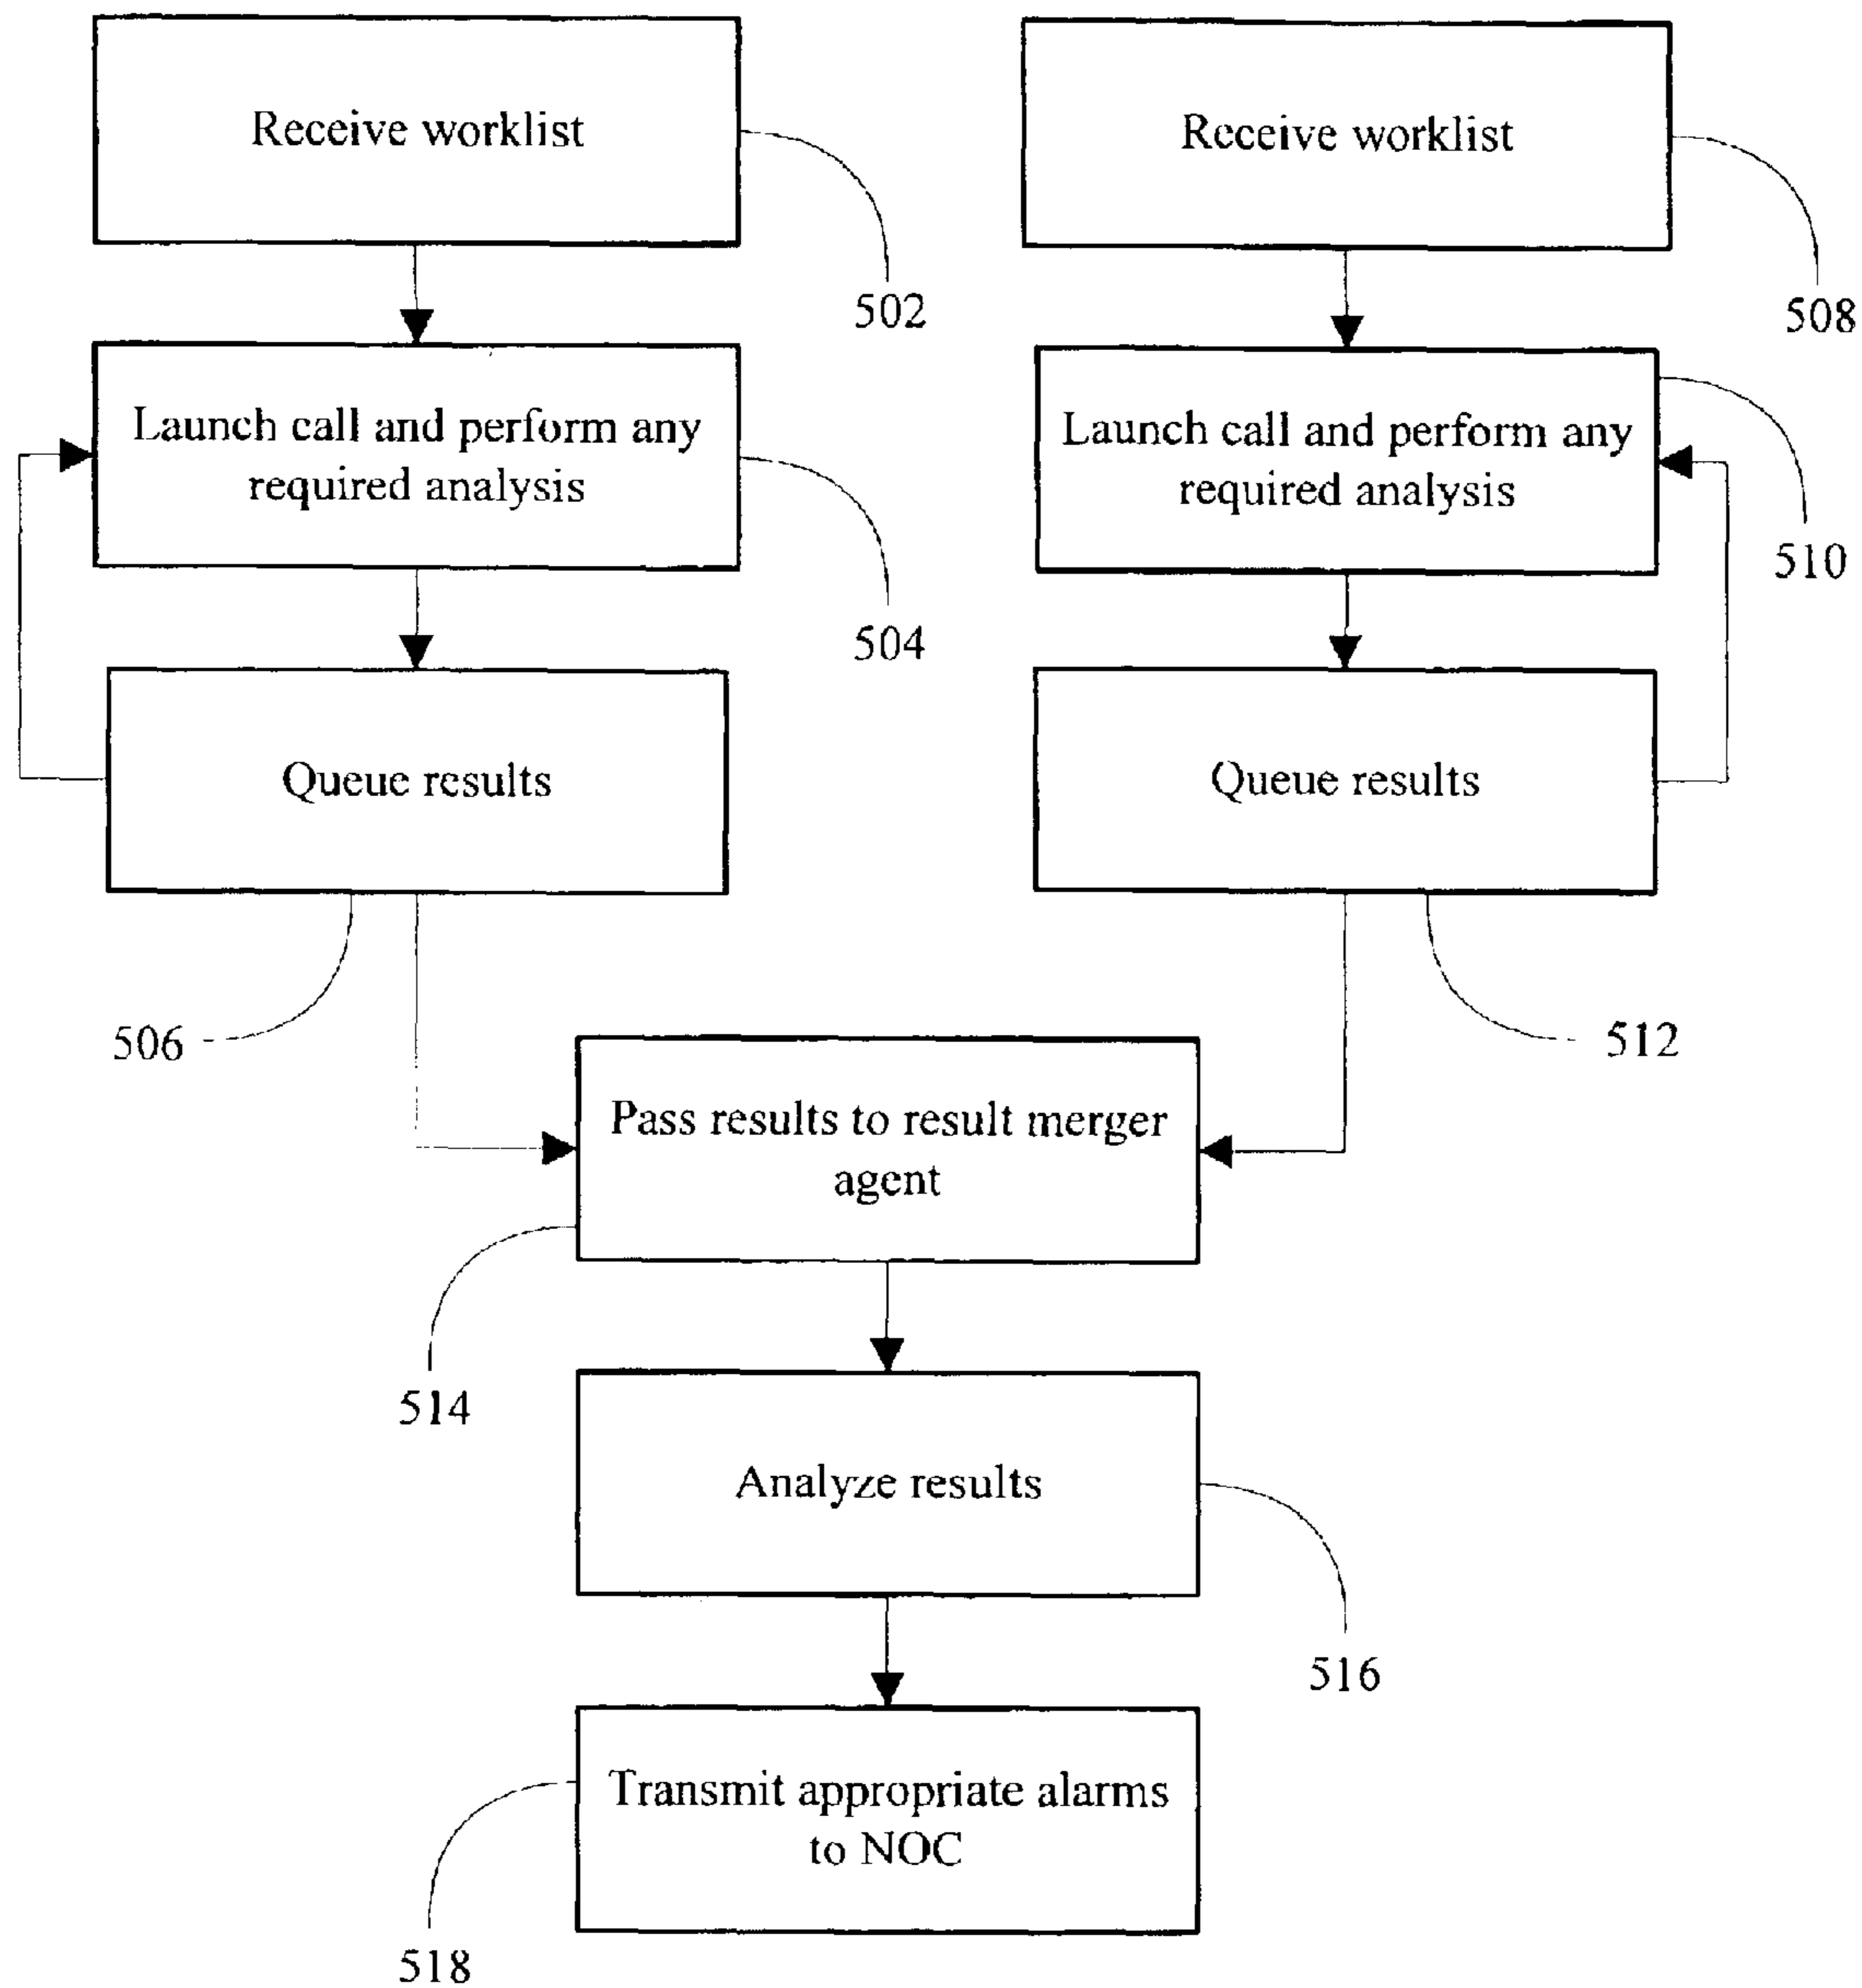 Receive worklist
Receive worklist
502
508
Launch call and perform any
required analysis
Launch call and perform any
required analysis
504
510
Queue results
Queue results
506
512
Pass results to result merger
agent
514
Analyze results
516
Transmit appropriate alarms
to NOC
518